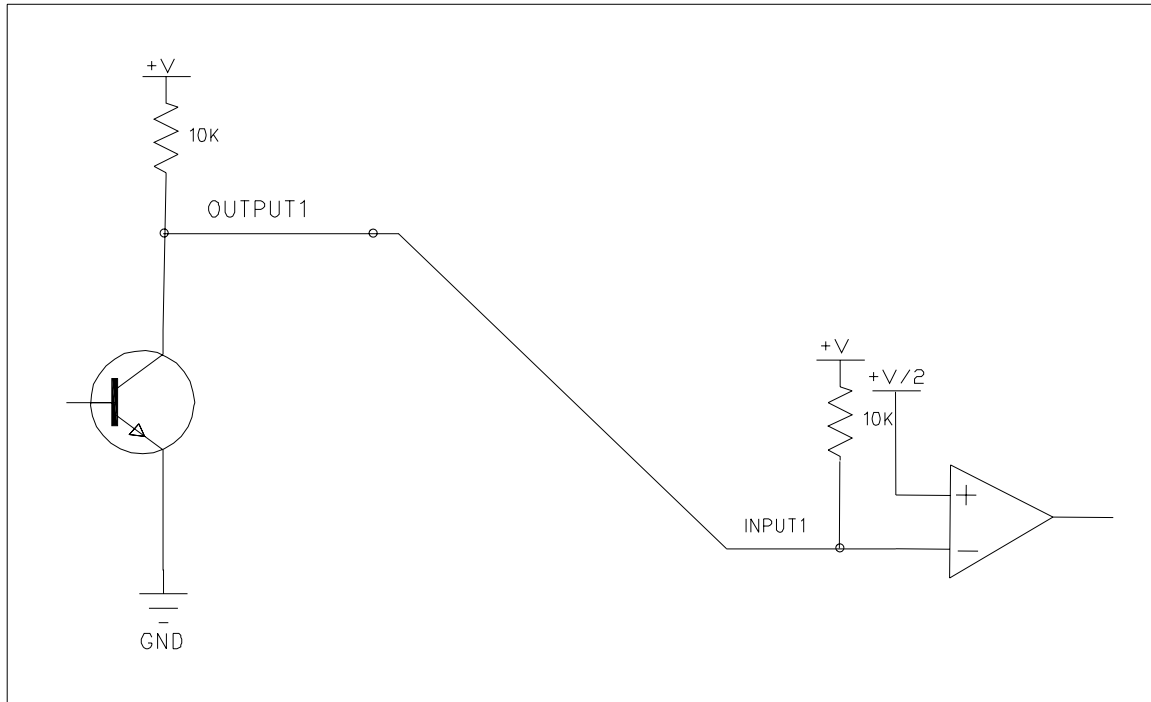 +V
10K
OUTPUT1
+V
+V/2
10K
INPUT1
+
−
GND